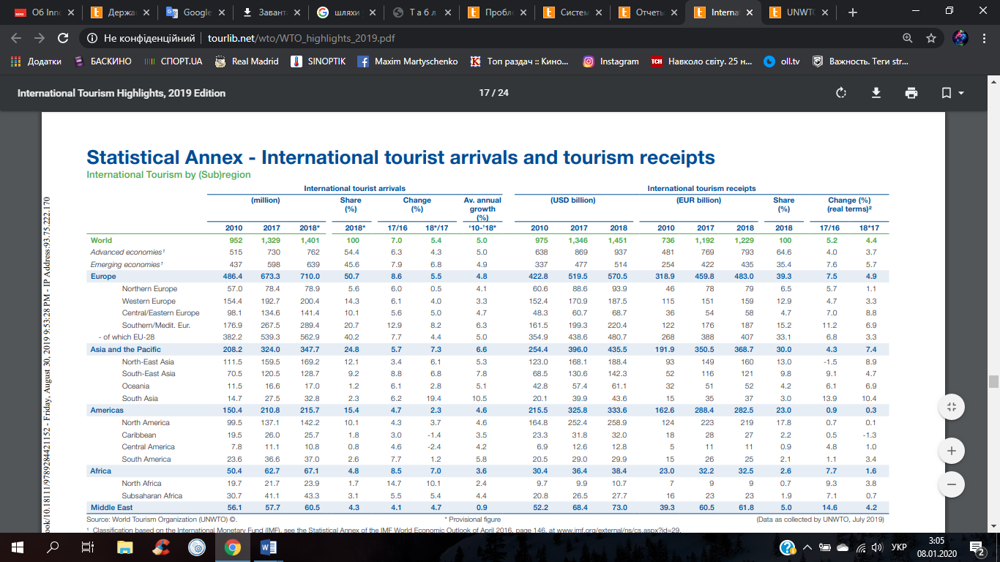 Об Inno
Держа
Google
Завант
шляхи
Т а б л
Пробл
Систем
Отчеть
Interna
UNWTO
Не конфіденційний | tourlib.net/wto/WTO_highlights_2019.pdf
Додатки БАСКИНО СПОРТ.UA Real Madrid SINOPTIK Maxim Martyschenko Топ раздач :: Кино... Instagram ТСН Навколо світу. 25 н... oll.tv Важность. Теги str...
International Tourism Highlights, 2019 Edition 17 / 24
Statistical Annex - International tourist arrivals and tourism receipts
International Tourism by (Sub)region
International tourist arrivals International tourism receipts
(million) Share (%) Change (%) Av. annual growth (%) (USD billion) (EUR billion) Share (%) Change (%) (real terms)²
2010 2017 2018* 2018* 17/16 18*/17 '10-'18* 2010 2017 2018 2010 2017 2018 2018 17/16 18*17
World 952 1,329 1,401 100 7.0 5.4 5.0 975 1,346 1,451 736 1,192 1,229 100 5.2 4.4
Advanced economies¹ 515 730 762 54.4 6.3 4.3 5.0 638 869 937 481 769 793 64.6 4.0 3.7
Emerging economies¹ 437 598 639 45.6 7.9 6.8 4.9 337 477 514 254 422 435 35.4 7.6 5.7
Europe 486.4 673.3 710.0 50.7 8.6 5.5 4.8 422.8 519.5 570.5 318.9 459.8 483.0 39.3 7.5 4.9
Northern Europe 57.0 78.4 78.9 5.6 6.0 0.5 4.1 60.6 88.6 93.9 46 78 79 6.5 5.7 1.1
Western Europe 154.4 192.7 200.4 14.3 6.1 4.0 3.3 152.4 170.9 187.5 115 151 159 12.9 4.7 3.3
Central/Eastern Europe 98.1 134.6 141.4 10.1 5.6 5.0 4.7 48.3 60.7 68.7 36 54 58 4.7 7.0 8.8
Southern/Medit. Eur. 176.9 267.5 289.4 20.7 12.9 8.2 6.3 161.5 199.3 220.4 122 176 187 15.2 11.2 6.9
- of which EU-28 382.2 539.3 562.9 40.2 7.7 4.4 5.0 354.9 438.6 480.7 268 388 407 33.1 6.8 3.3
Asia and the Pacific 208.2 324.0 347.7 24.8 5.7 7.3 6.6 254.4 396.0 435.5 191.9 350.5 368.7 30.0 4.3 7.4
North-East Asia 111.5 159.5 169.2 12.1 3.4 6.1 5.3 123.0 168.1 188.4 93 149 160 13.0 -1.5 8.9
South-East Asia 70.5 120.5 128.7 9.2 8.8 6.8 7.8 68.5 130.6 142.3 52 116 121 9.8 9.1 4.7
Oceania 11.5 16.6 17.0 1.2 6.1 2.8 5.1 42.8 57.4 61.1 32 51 52 4.2 6.1 6.9
South Asia 14.7 27.5 32.8 2.3 6.2 19.4 10.5 20.1 39.9 43.6 15 35 37 3.0 13.9 10.4
Americas 150.4 210.8 215.7 15.4 4.7 2.3 4.6 215.5 325.8 333.6 162.6 288.4 282.5 23.0 0.9 0.3
North America 99.5 137.1 142.2 10.1 4.3 3.7 4.6 164.8 252.4 258.9 124 223 219 17.8 0.7 0.1
Caribbean 19.5 26.0 25.7 1.8 3.0 -1.4 3.5 23.3 31.8 32.0 18 28 27 2.2 0.5 -1.3
Central America 7.8 11.1 10.8 0.8 4.6 -2.4 4.2 6.9 12.6 12.8 5 11 11 0.9 4.8 1.0
South America 23.6 36.6 37.0 2.6 7.7 1.2 5.8 20.5 29.0 29.9 15 26 25 2.1 1.1 3.4
Africa 50.4 62.7 67.1 4.8 8.5 7.0 3.6 30.4 36.4 38.4 23.0 32.2 32.5 2.6 7.7 1.6
North Africa 19.7 21.7 23.9 1.7 14.7 10.1 2.4 9.7 9.9 10.7 7 9 9 0.7 9.3 3.8
Subsaharan Africa 30.7 41.1 43.3 3.1 5.5 5.4 4.4 20.8 26.5 27.7 16 23 23 1.9 7.1 0.7
Middle East 56.1 57.7 60.5 4.3 4.1 4.7 0.9 52.2 68.4 73.0 39.3 60.5 61.8 5.0 14.6 4.2
Source: World Tourism Organization (UNWTO) ©. * Provisional figure (Data as collected by UNWTO, July 2019)
¹ Classification based on the International Monetary Fund (IMF), see the Statistical Annex of the IMF World Economic Outlook of April 2016, page 146, at www.imf.org/external/ns/cs.aspx?id=29.
ook/10.18111/9789284421152 - Friday, August 30, 2019 9:53:28 PM - IP Address:93.75.222.170
УКР
3:05
08.01.2020
2